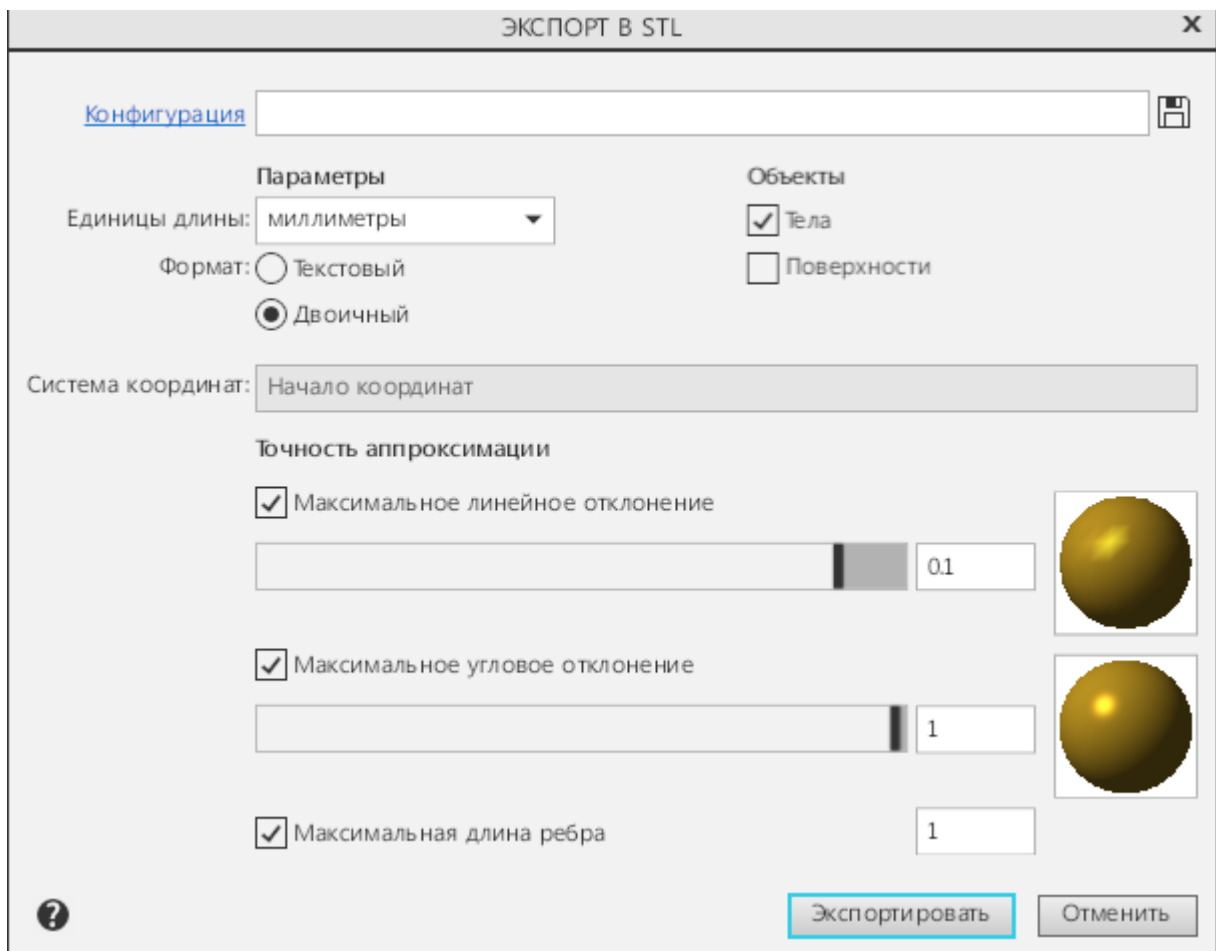 ЭКСПОРТ В STL x
Конфигурация
Параметры Объекты
Единицы длины: миллиметры Тела
Формат: Текстовый Поверхности
Двоичный
Система координат: Начало координат
Точность аппроксимации
Максимальное линейное отклонение
0.1
Максимальное угловое отклонение
1
Максимальная длина ребра 1
? Экспортировать Отменить